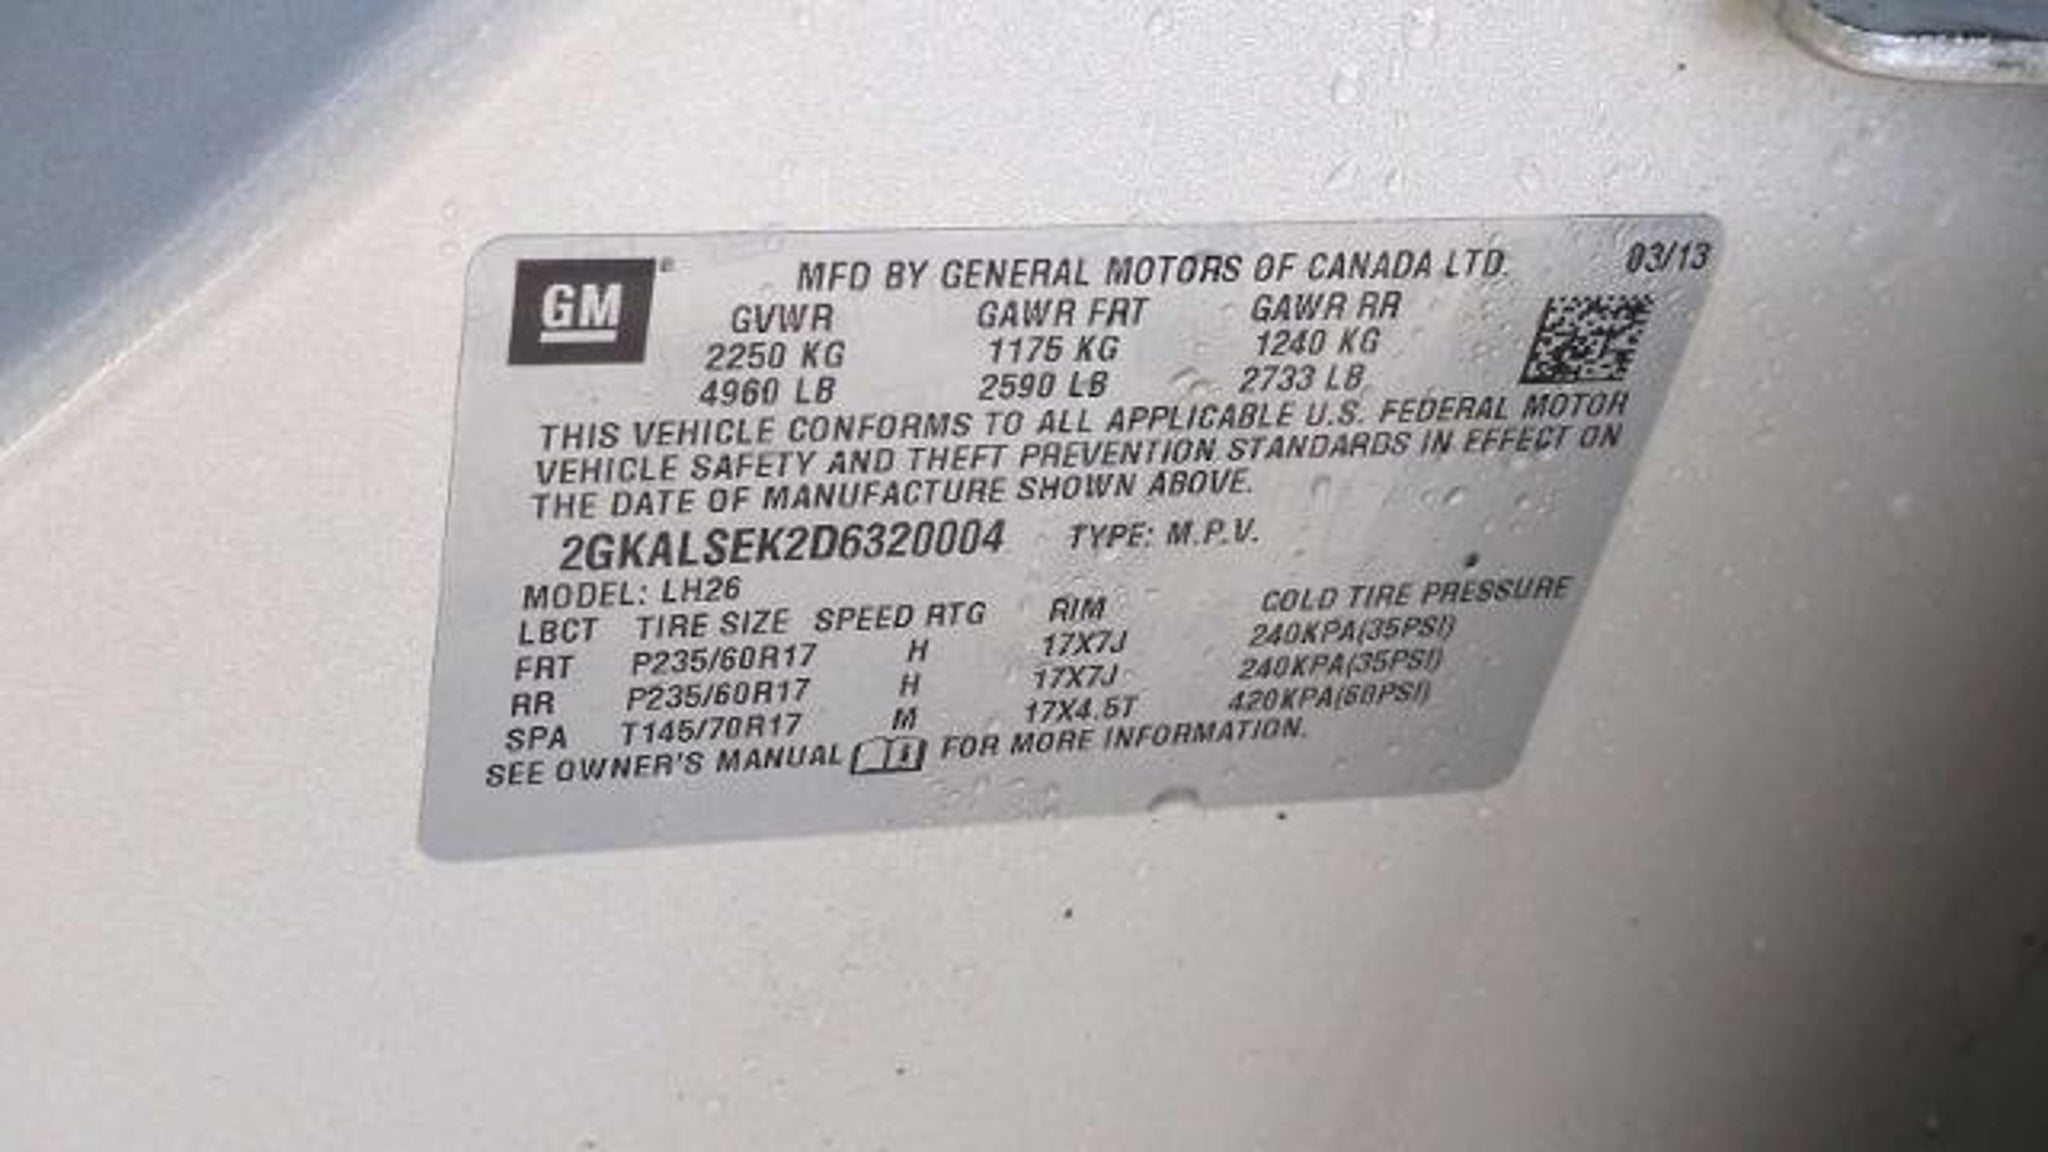 GM®
MFD BY GENERAL MOTORS OF CANADA LTD. 03/13
GVWR GAWR FRT GAWR RR
2250 KG 1175 KG 1240 KG
4960 LB 2590 LB 2733 LB
THIS VEHICLE CONFORMS TO ALL APPLICABLE U.S. FEDERAL MOTOR
VEHICLE SAFETY AND THEFT PREVENTION STANDARDS IN EFFECT ON
THE DATE OF MANUFACTURE SHOWN ABOVE.
2GKALSEK2D6320004 TYPE: M.P.V.
MODEL: LH26
LBCT TIRE SIZE SPEED RTG RIM COLD TIRE PRESSURE
FRT P235/60R17 H 17X7J 240KPA(35PSI)
RR P235/60R17 H 17X7J 240KPA(35PSI)
SPA T145/70R17 M 17X4.5T 420KPA(60PSI)
SEE OWNER'S MANUAL FOR MORE INFORMATION.